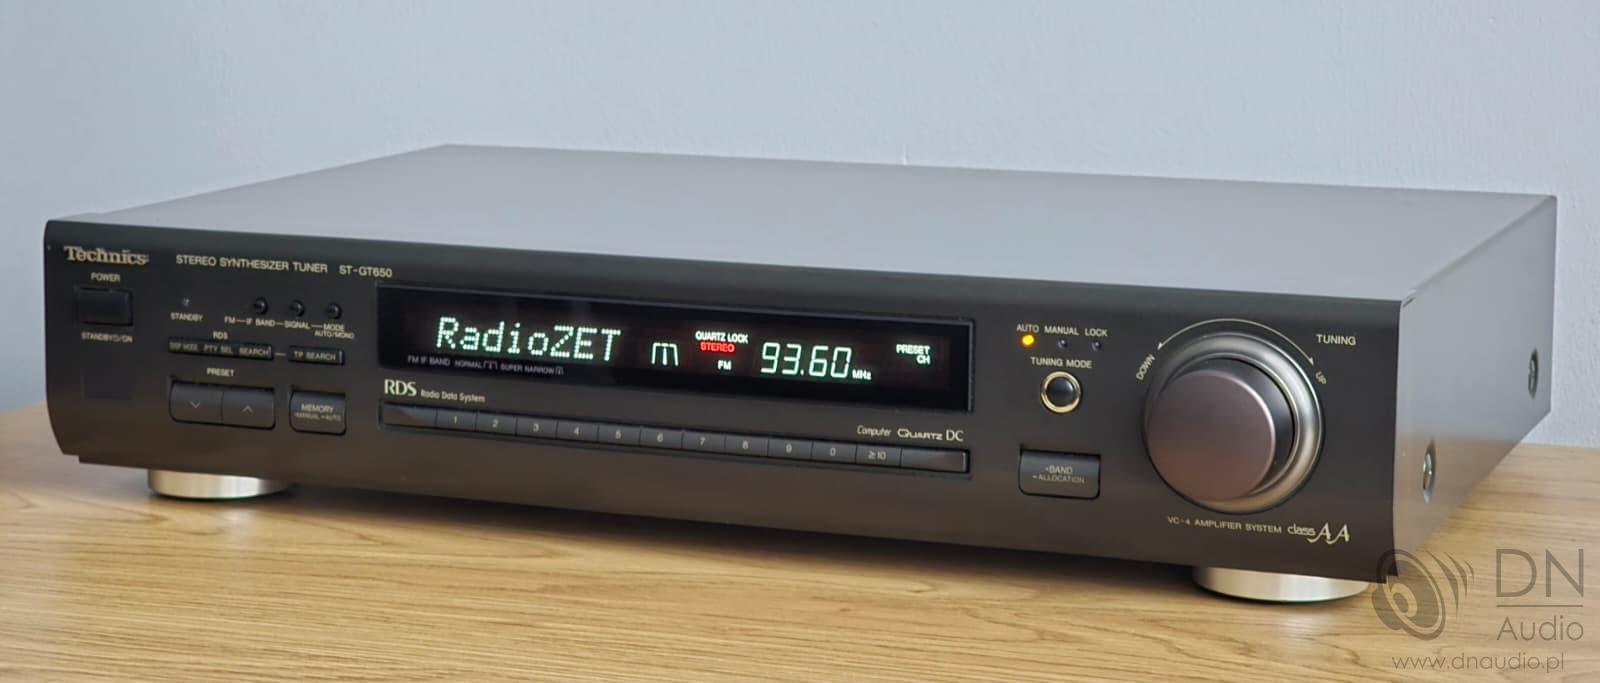 Technics
STEREO SYNTHESIZER TUNER ST-GT650
POWER
STANDBY
STANDBY/ON
FM—IF BAND—SIGNAL—MODE
AUTO/MONO
RDS
DISP MODE PTY SEL SEARCH TP SEARCH
PRESET
MEMORY
RadioZET
QUARTZ LOCK
STEREO
FM
93.60 MHz
PRESET
CH
FM IF BAND NORMAL SUPER NARROW
RDS Radio Data System
Computer QUARTZ DC
1 2 3 4 5 6 7 8 9 0 ≥10
AUTO MANUAL LOCK
TUNING MODE
-BAND
=ALLOCATION
TUNING
DOWN
UP
VC-4 AMPLIFIER SYSTEM class AA
DN
Audio
www.dnaudio.pl